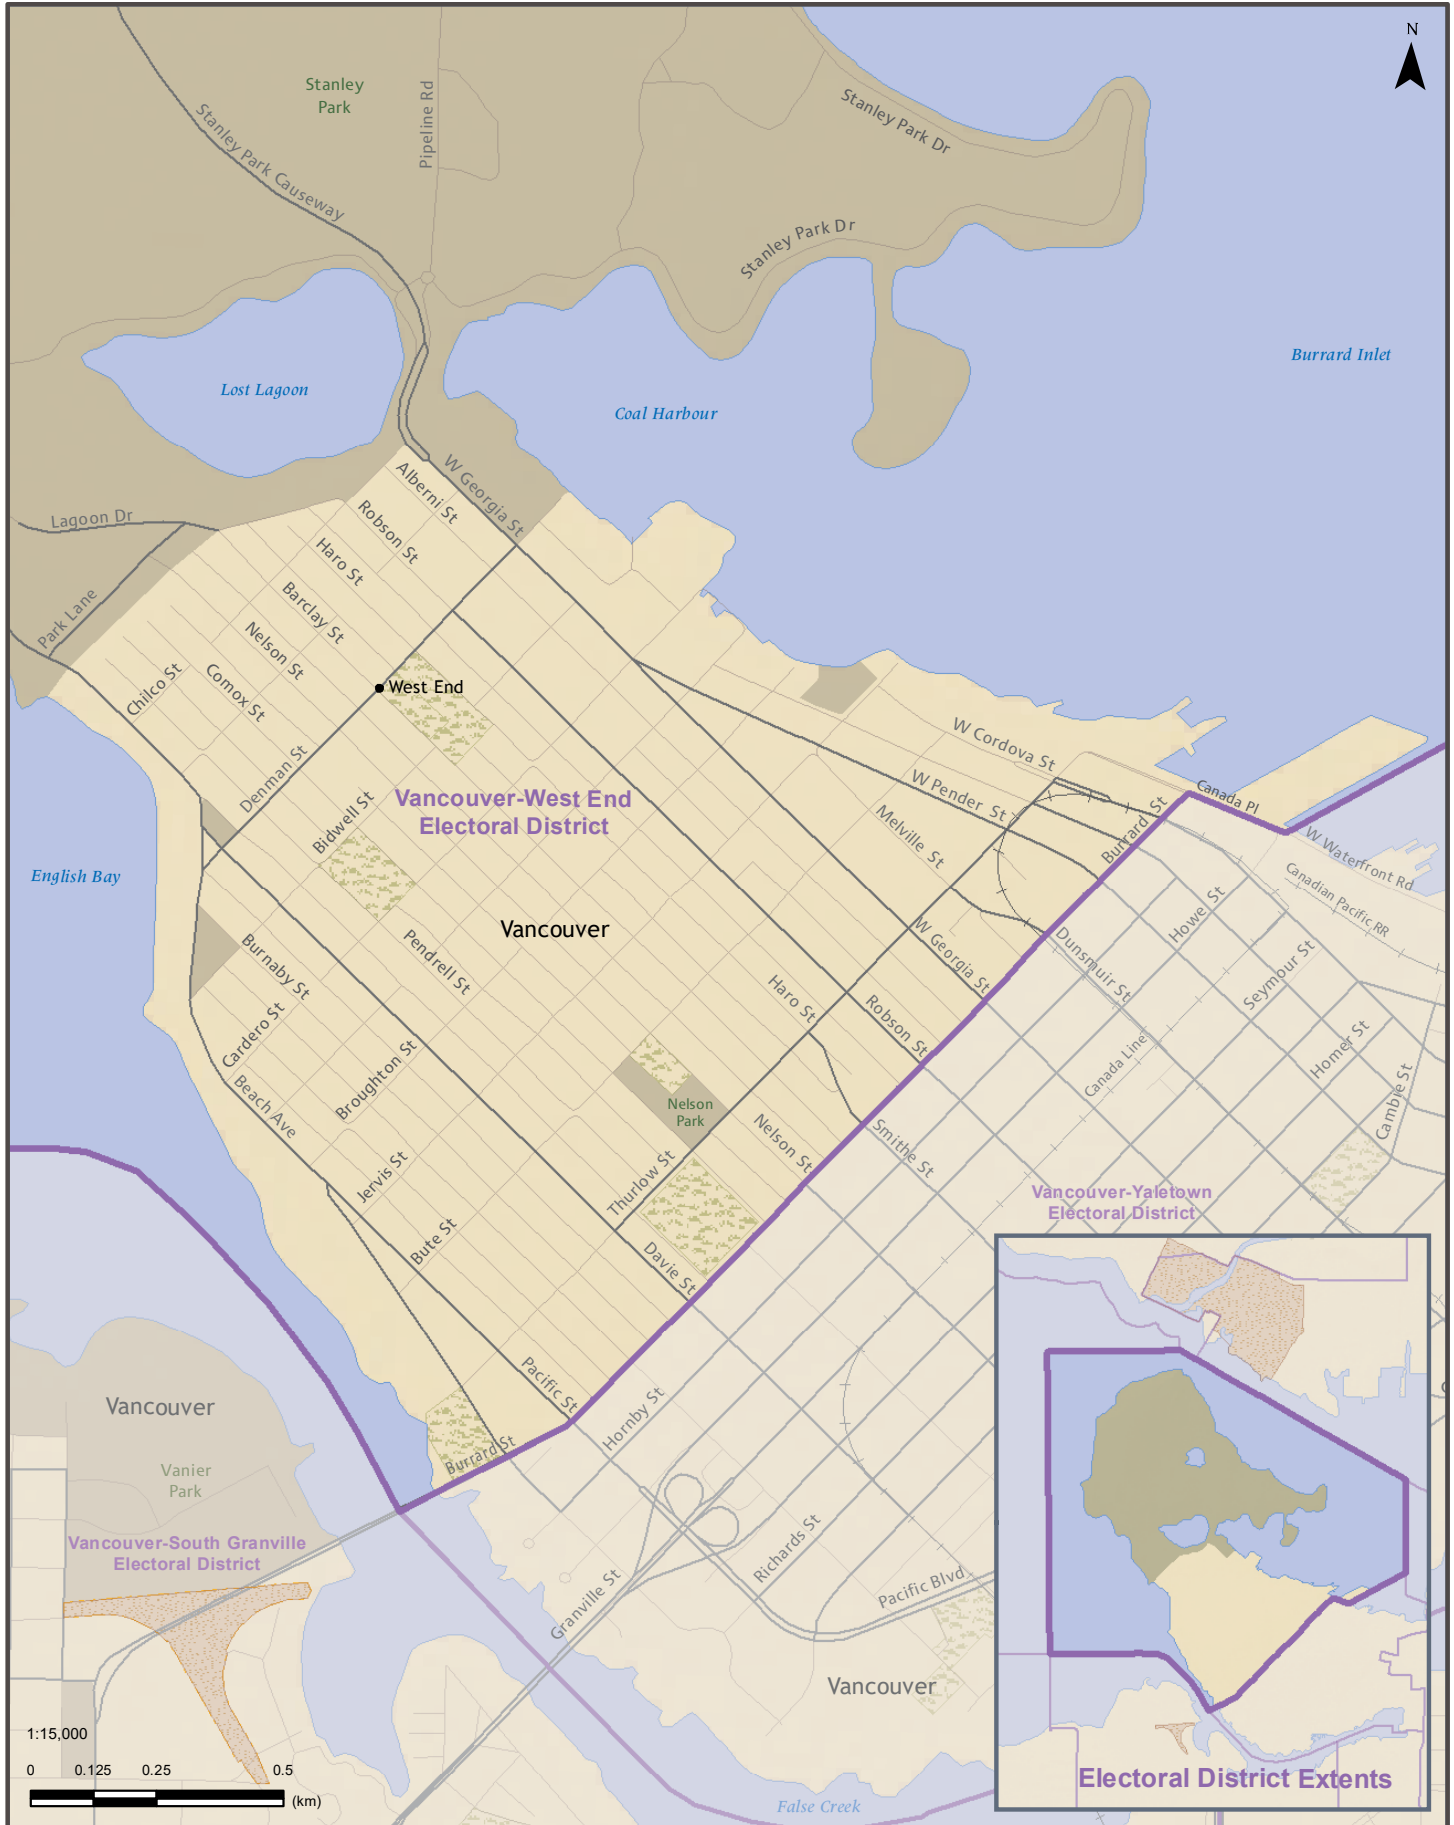 N
Stanley
Park
Pipeline Rd
Stanley Park Causeway
Stanley Park Dr
Stanley Park Dr
Burrard Inlet
Lost Lagoon
Coal Harbour
W Georgia St
Alberni St
Robson St
Lagoon Dr
Haro St
Barclay St
Park Lane
Nelson St
Chilco St
Comox St
West End
W Cordova St
Denman St
W Pender St
Canada Pl
Bidwell St
Vancouver-West End
Electoral District
Melville St
Burrard St
W Waterfront Rd
English Bay
Canadian Pacific RR
Howe St
Vancouver
Pendrell St
W Georgia St
Dunsmuir St
Seymour St
Burnaby St
Haro St
Robson St
Cardero St
Broughton St
Canada Line
Homer St
Beach Ave
Nelson
Park
Cambie St
Nelson St
Smithe St
Jervis St
Thurlow St
Vancouver-Yaletown
Electoral District
Bute St
Davie St
Pacific St
Vancouver
Hornby St
Burrard St
Vanier
Park
Vancouver-South Granville
Electoral District
Richards St
Granville St
Pacific Blvd
Vancouver
1:15,000
0 0.125 0.25 0.5
(km)
False Creek
Electoral District Extents